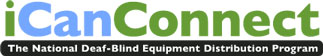 iCanConnect
The National Deaf-Blind Equipment Distribution Program